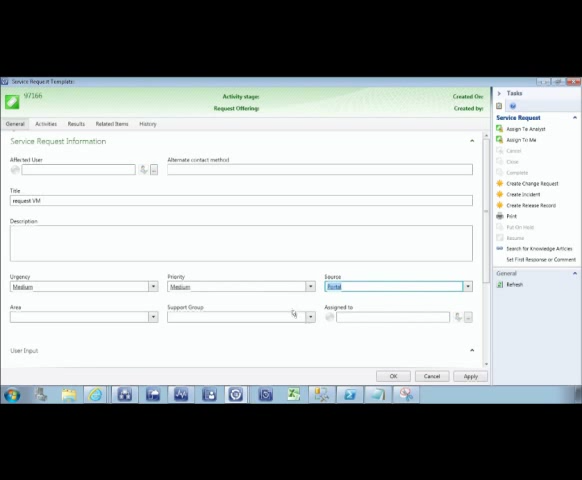 Service Request Template
97166
Activity stage:
Request Offering:
Created On:
Created by:
General Activities Results Related Items History
Service Request Information
Affected User
Alternate contact method
Title
request VM
Description
Urgency
Medium
Priority
Medium
Source
Portal
Area
Support Group
Assigned to
User Input
OK Cancel Apply
Tasks
Service Request
Assign To Analyst
Assign To Me
Cancel
Close
Complete
Create Change Request
Create Incident
Create Release Record
Print
Put On Hold
Resume
Search for Knowledge Articles
Set First Response or Comment
General
Refresh